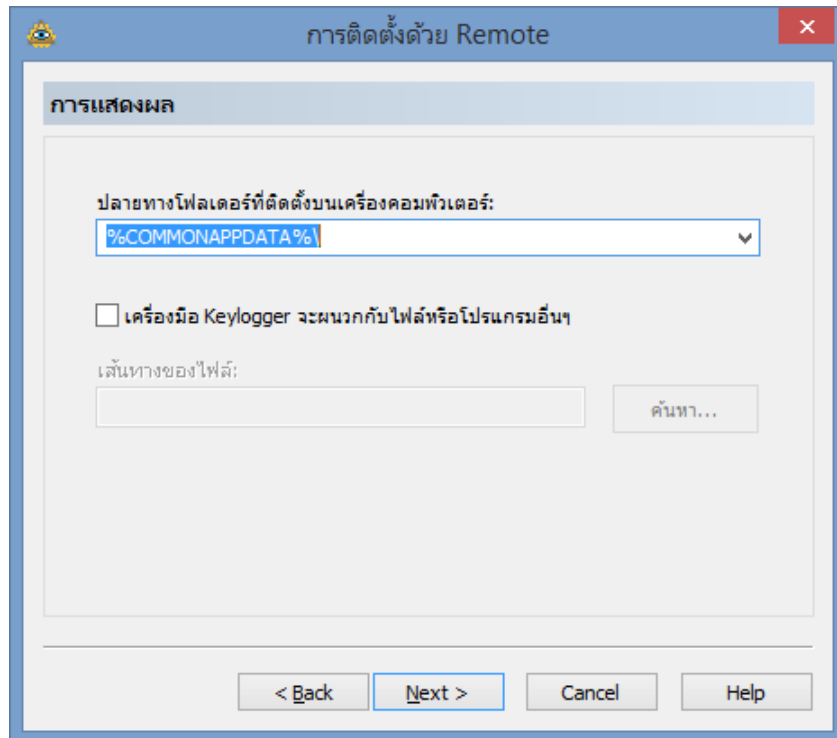 การติดตั้งด้วย Remote
การแสดงผล
ปลายทางโฟลเดอร์ที่ติดตั้งบนเครื่องคอมพิวเตอร์:
%COMMONAPPDATA%\
เครื่องมือ Keylogger จะผนวกกับไฟล์หรือโปรแกรมอื่นๆ
เส้นทางของไฟล์:
ค้นหา...
< Back
Next >
Cancel
Help